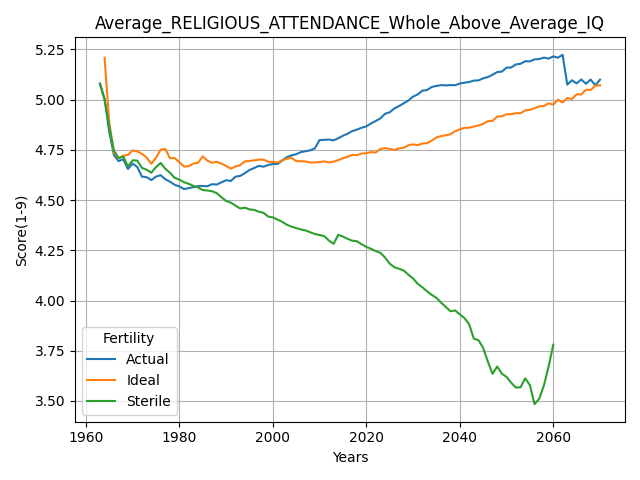 Average_RELIGIOUS_ATTENDANCE_Whole_Above_Average_IQ
Score(1-9)
5.25
5.00
4.75
4.50
4.25
4.00
3.75
3.50
Fertility
Actual
Ideal
Sterile
1960 1980 2000 2020 2040 2060
Years